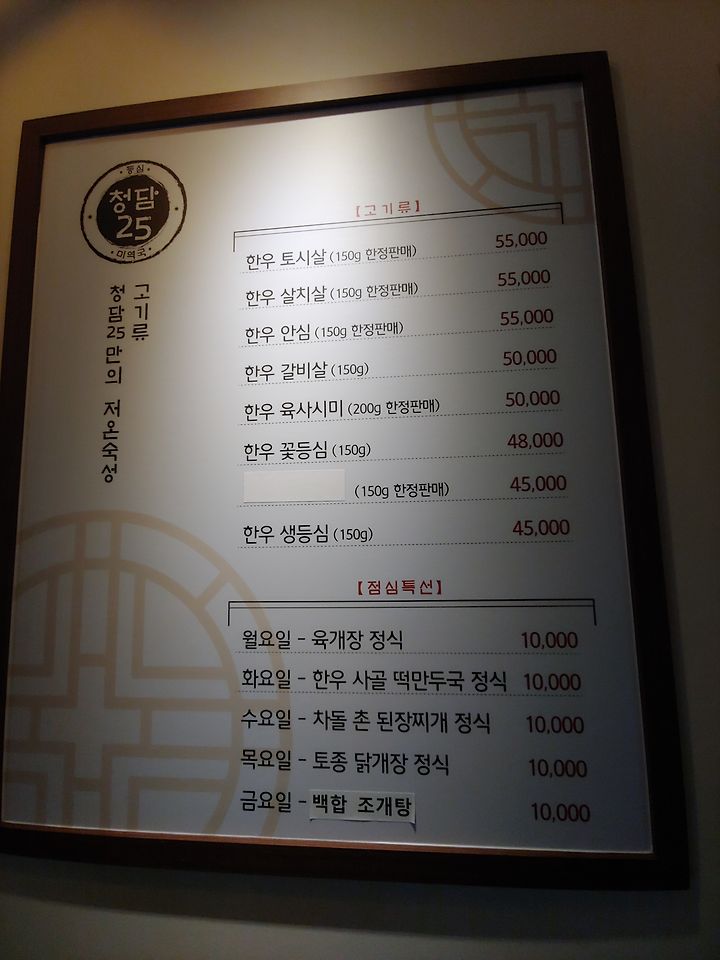 등심
청담
25
미역국
고기류
청담25만의 저온숙성
[고기류]
한우 토시살 (150g 한정판매) 55,000
한우 살치살 (150g 한정판매) 55,000
한우 안심 (150g 한정판매) 55,000
한우 갈비살 (150g) 50,000
한우 육사시미 (200g 한정판매) 50,000
한우 꽃등심 (150g) 48,000
(150g 한정판매) 45,000
한우 생등심 (150g) 45,000
[점심특선]
월요일 - 육개장 정식 10,000
화요일 - 한우 사골 떡만두국 정식 10,000
수요일 - 차돌 촌 된장찌개 정식 10,000
목요일 - 토종 닭개장 정식 10,000
금요일 - 백합 조개탕 10,000